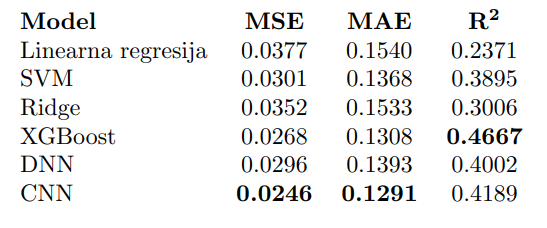 Model MSE MAE R²
Linearna regresija 0.0377 0.1540 0.2371
SVM 0.0301 0.1368 0.3895
Ridge 0.0352 0.1533 0.3006
XGBoost 0.0268 0.1308 0.4667
DNN 0.0296 0.1393 0.4002
CNN 0.0246 0.1291 0.4189